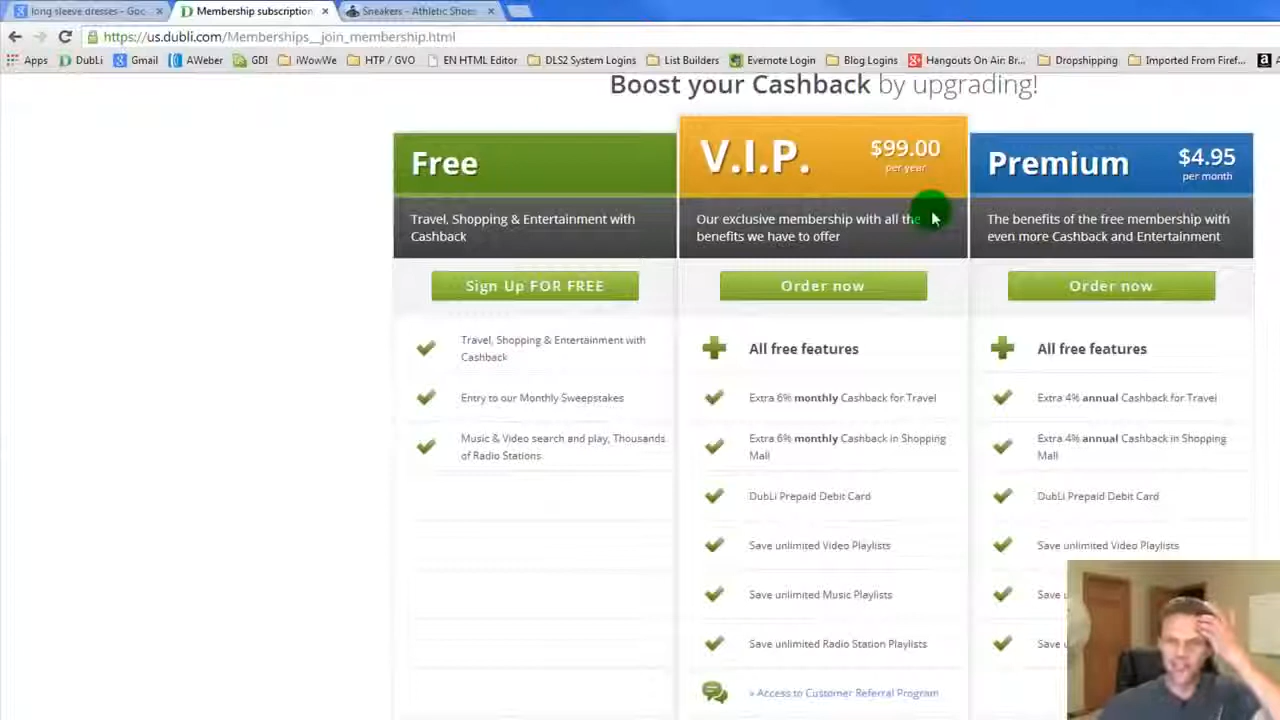 long sleeve dresses - Goo
Membership subscription
Sneakers - Athletic Shoes
https://us.dubli.com/Memberships__join_membership.html
Apps
DubLi
Gmail
AWeber
GDI
iWowWe
HTP / GVO
EN HTML Editor
DLS System Logins
List Builders
Evernote Login
Blog Logins
Hangouts On Air: Br...
Dropshipping
Imported From Firef...
Boost your Cashback by upgrading!
Free
Travel, Shopping & Entertainment with
Cashback
Sign Up FOR FREE
Travel, Shopping & Entertainment with
Cashback
Entry to our Monthly Sweepstakes
Music & Video search and play, Thousands
of Radio Stations
V.I.P.
$99.00
per year
Our exclusive membership with all the
benefits we have to offer
Order now
All free features
Extra 6% monthly Cashback for Travel
Extra 6% monthly Cashback in Shopping
Mall
DubLi Prepaid Debit Card
Save unlimited Video Playlists
Save unlimited Music Playlists
Save unlimited Radio Station Playlists
» Access to Customer Referral Program
Premium
$4.95
per month
The benefits of the free membership with
even more Cashback and Entertainment
Order now
All free features
Extra 4% annual Cashback for Travel
Extra 4% annual Cashback in Shopping
Mall
DubLi Prepaid Debit Card
Save unlimited Video Playlists